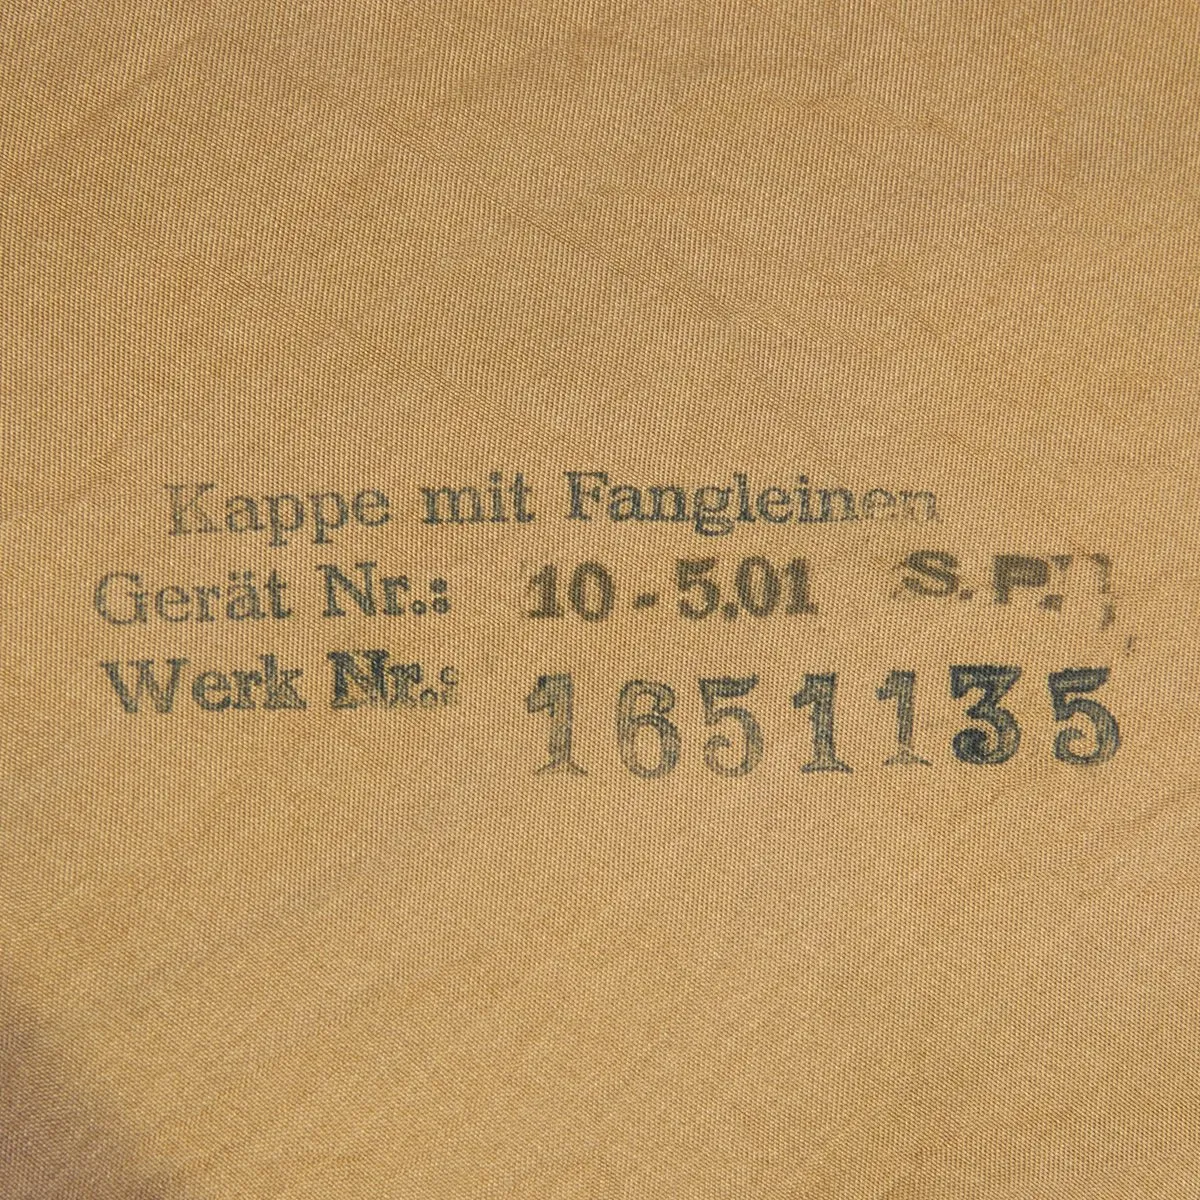 Kappe mit Fangleinen
Gerät Nr.: 10-5.01 S.P.
Werk Nr.: 1651135